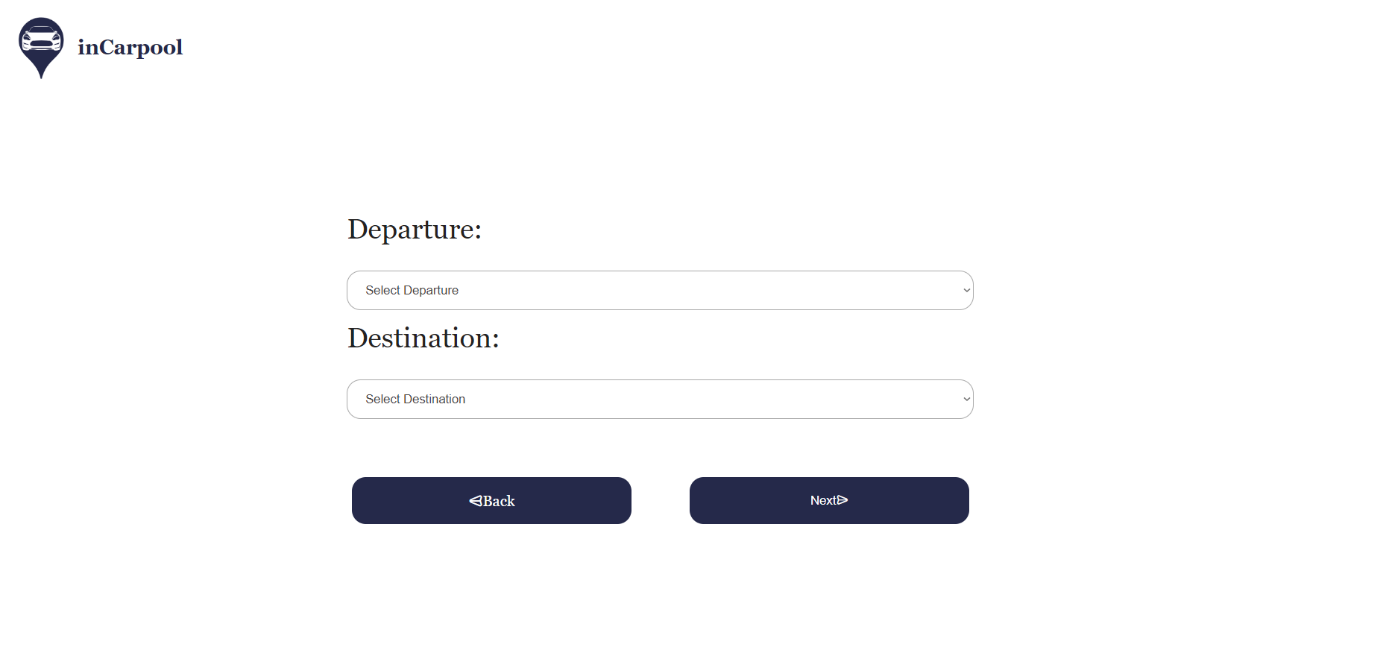 inCarpool
Departure:
Select Departure
Destination:
Select Destination
Back
Next